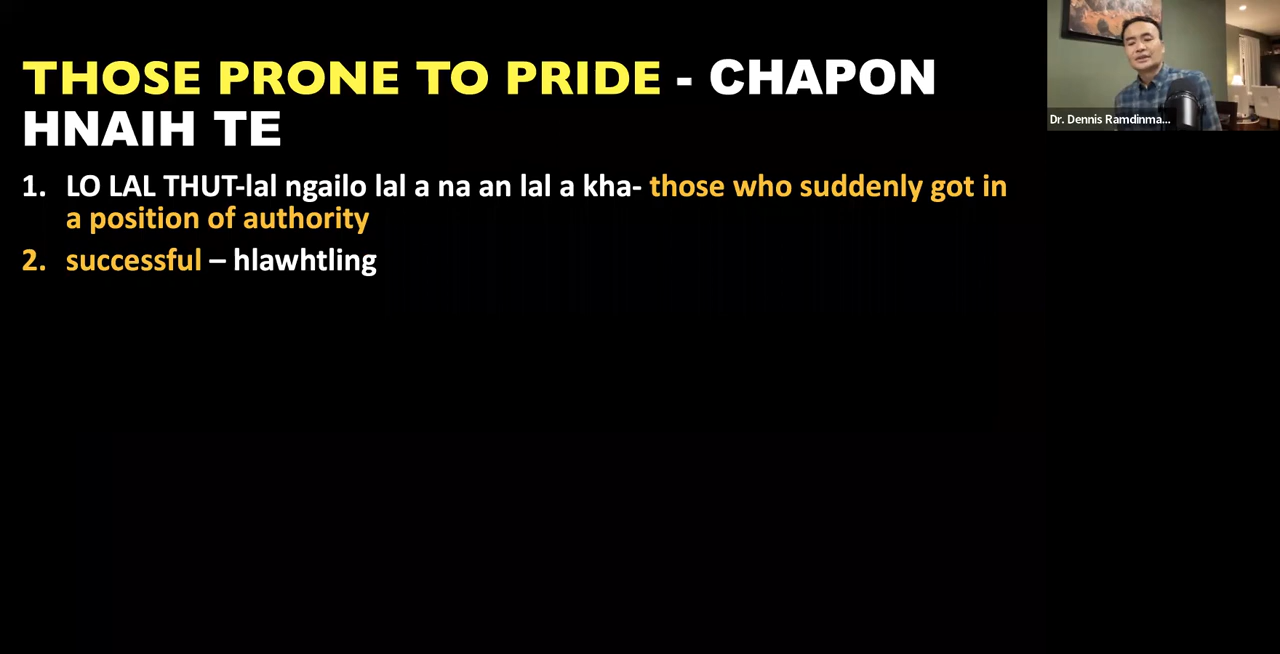 THOSE PRONE TO PRIDE - CHAPON
HNAIH TE
1. LO LAL THUT-lal ngailo lal a na an lal a kha- those who suddenly got in
a position of authority
2. successful – hlawhtling
Dr. Dennis Ramdinma...